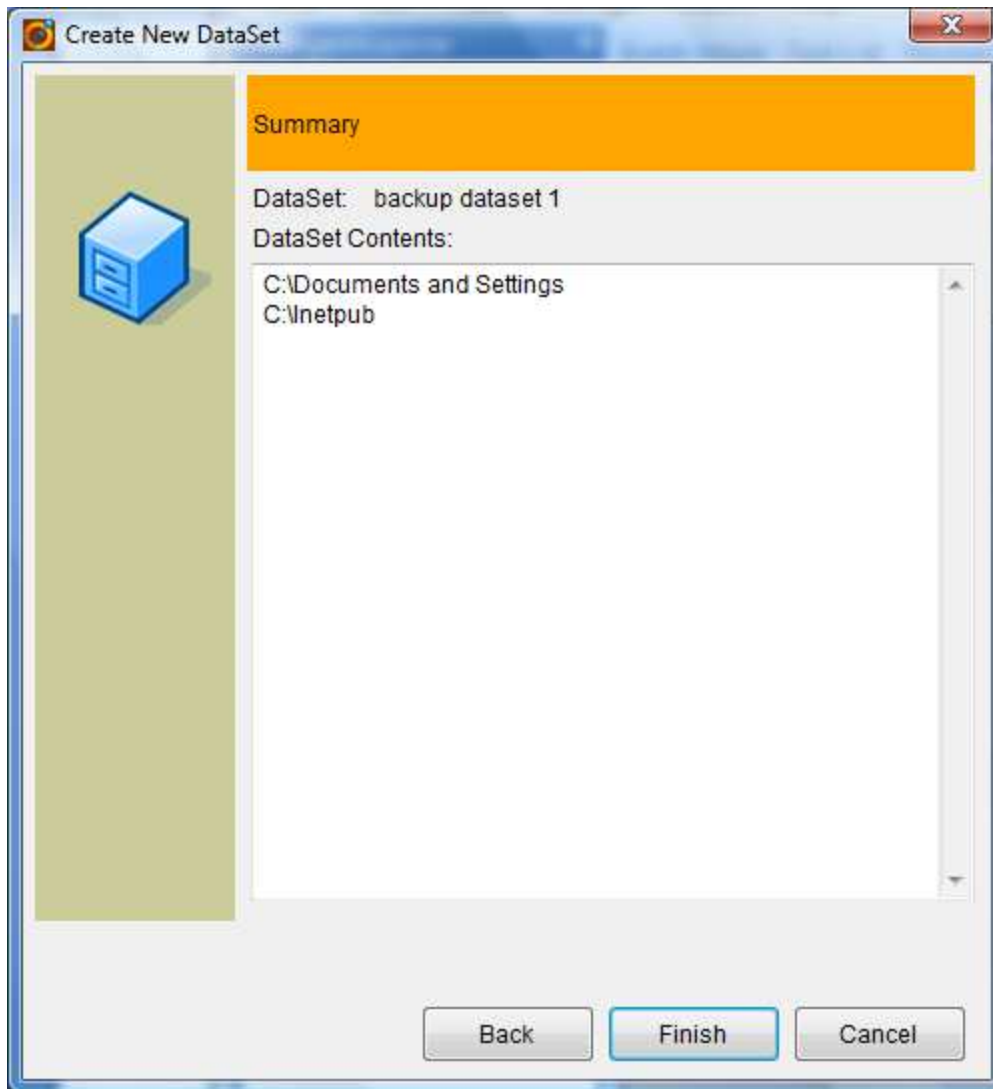 Create New DataSet
Summary
DataSet: backup dataset 1
DataSet Contents:
C:\Documents and Settings
C:\Inetpub
Back Finish Cancel